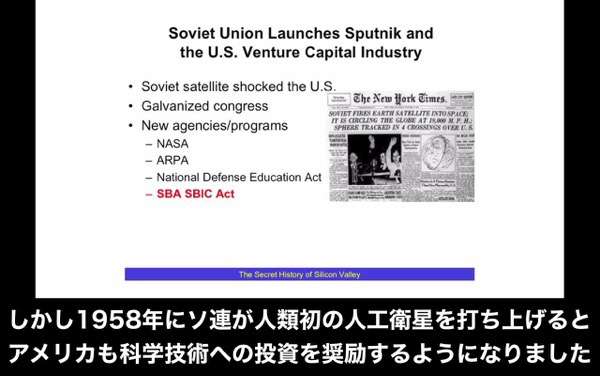 Soviet Union Launches Sputnik and
the U.S. Venture Capital Industry
• Soviet satellite shocked the U.S.
• Galvanized congress
• New agencies/programs
– NASA
– ARPA
– National Defense Education Act
– SBA SBIC Act
The New York Times.
SOVIET FIRES EARTH SATELLITE INTO SPACE;
IT IS CIRCLING THE GLOBE AT 18,000 M. P. H.;
SPHERE TRACKED IN 4 CROSSINGS OVER U. S.
The Secret History of Silicon Valley
しかし1958年にソ連が人類初の人工衛星を打ち上げると
アメリカも科学技術への投資を奨励するようになりました